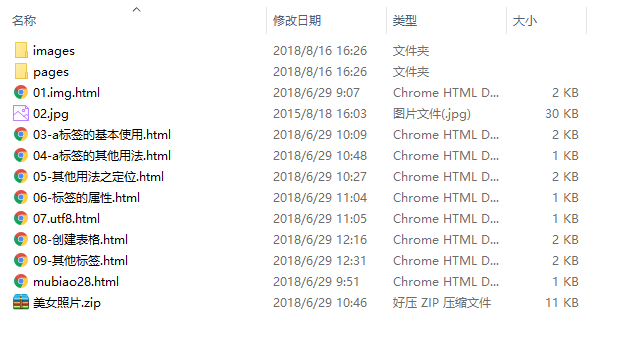 名称 修改日期 类型 大小
images 2018/8/16 16:26 文件夹
pages 2018/8/16 16:26 文件夹
01.img.html 2018/6/29 9:07 Chrome HTML D... 2 KB
02.jpg 2015/8/18 16:03 图片文件(.jpg) 30 KB
03-a标签的基本使用.html 2018/6/29 10:09 Chrome HTML D... 2 KB
04-a标签的其他用法.html 2018/6/29 10:48 Chrome HTML D... 1 KB
05-其他用法之定位.html 2018/6/29 10:27 Chrome HTML D... 2 KB
06-标签的属性.html 2018/6/29 11:04 Chrome HTML D... 1 KB
07.utf8.html 2018/6/29 11:05 Chrome HTML D... 1 KB
08-创建表格.html 2018/6/29 12:16 Chrome HTML D... 2 KB
09-其他标签.html 2018/6/29 12:31 Chrome HTML D... 2 KB
mubiao28.html 2018/6/29 9:51 Chrome HTML D... 1 KB
美女照片.zip 2018/6/29 10:46 好压 ZIP 压缩文件 11 KB